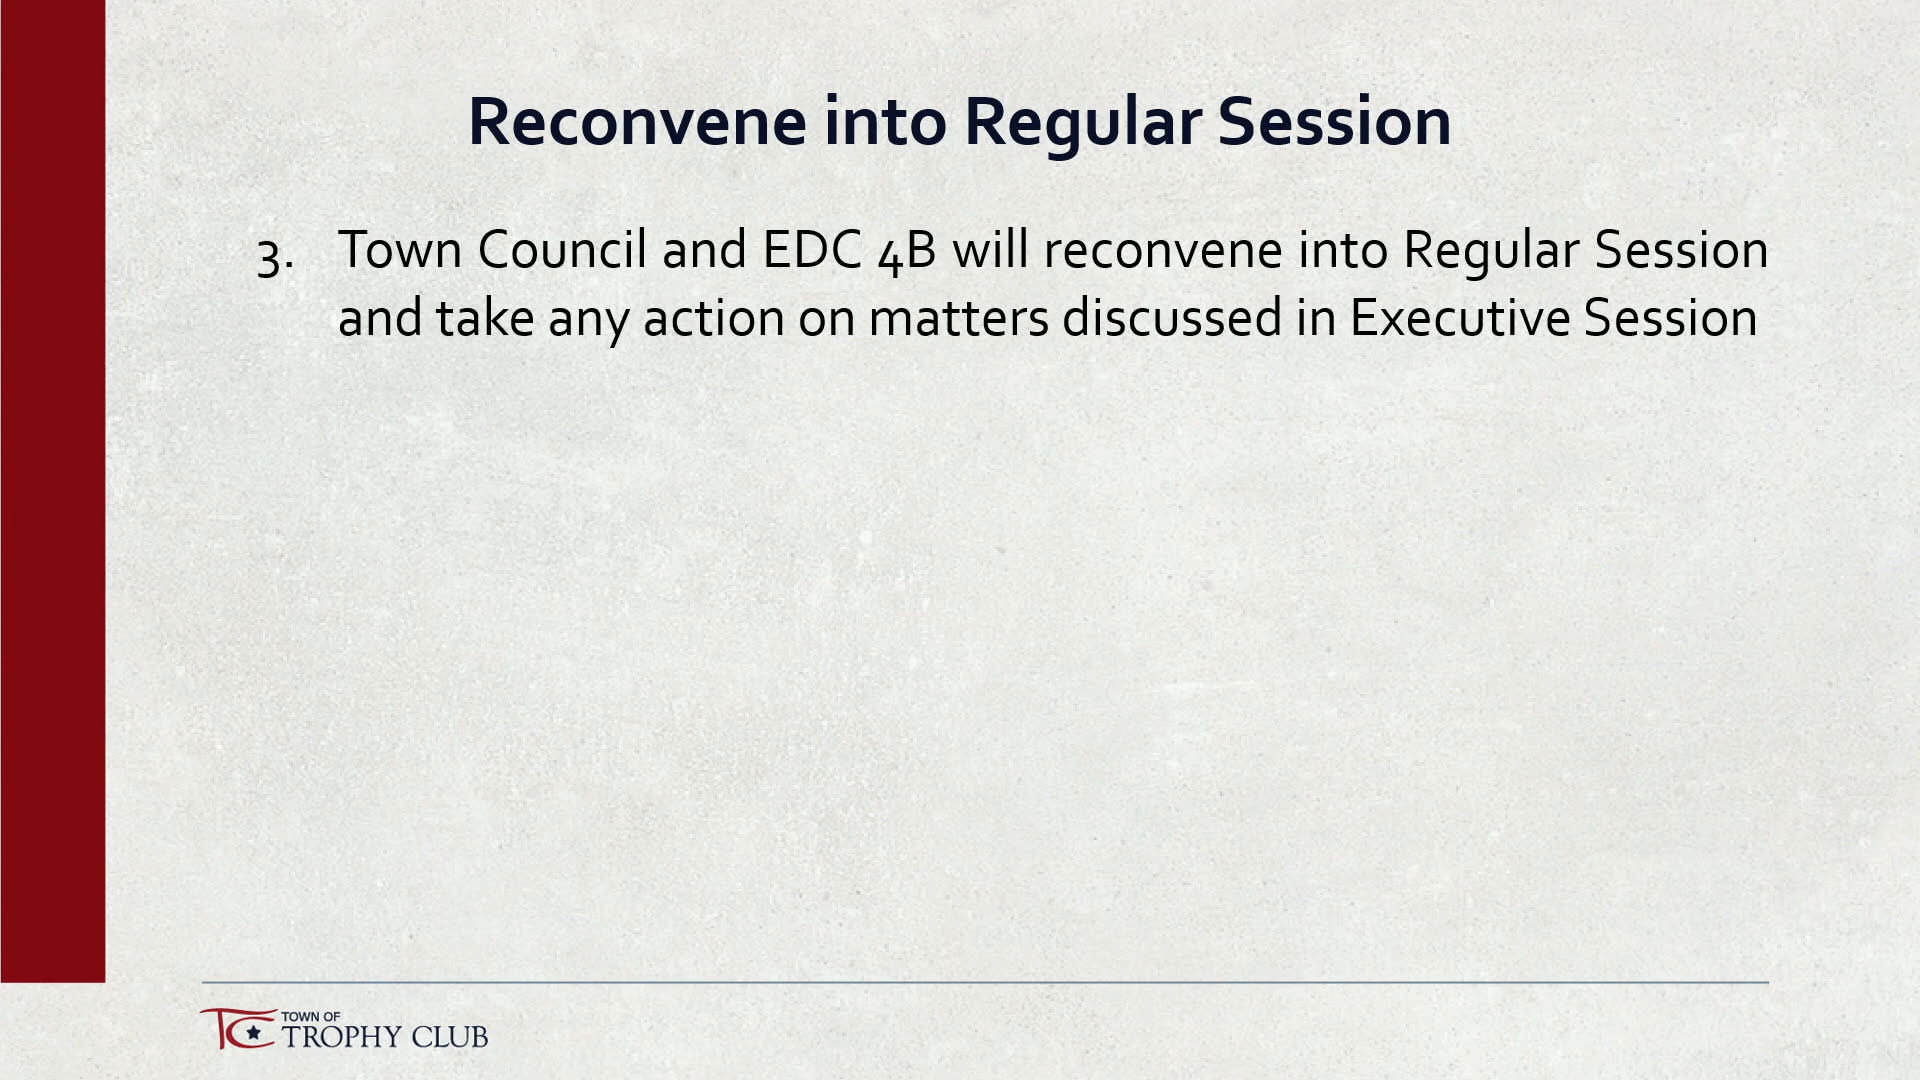 Reconvene into Regular Session
3. Town Council and EDC 4B will reconvene into Regular Session
and take any action on matters discussed in Executive Session
TC TOWN OF
TROPHY CLUB